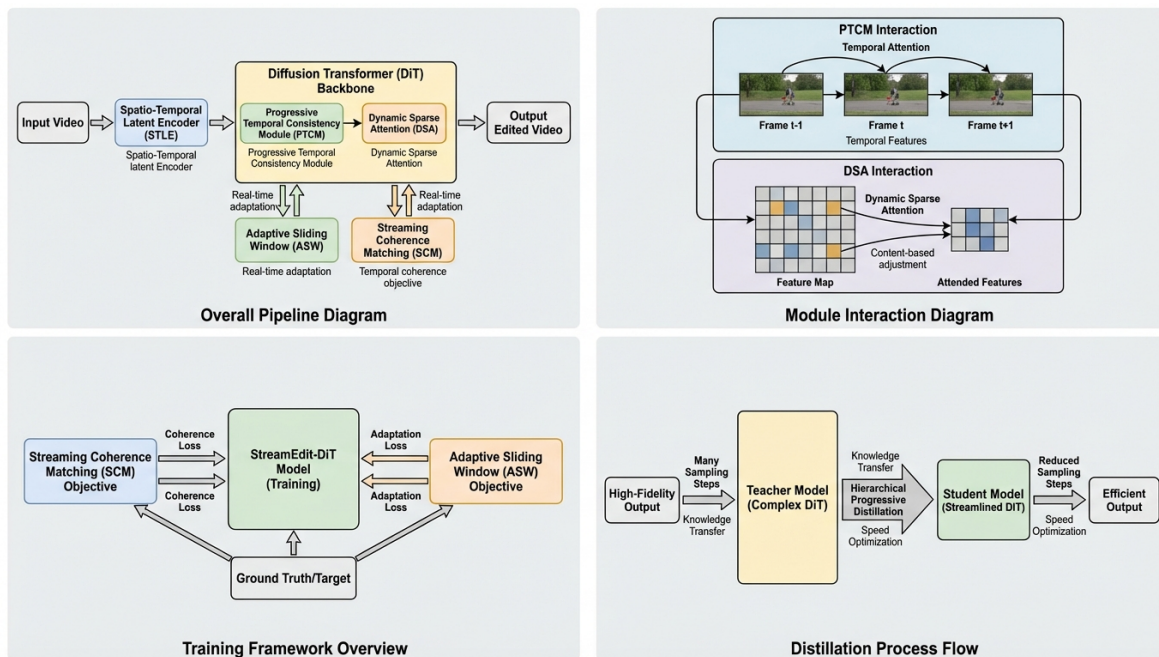 Diffusion Transformer (DiT)
Backbone
Input Video
Spatio-Temporal
Latent Encoder
(STLE)
Spatio-Temporal
latent Encoder
Progressive
Temporal Consistency
Module (PTCM)
Progressive Temporal
Consistency Module
Dynamic Sparse
Attention (DSA)
Dynamic Sparse
Attention
Output
Edited Video
Real-time
adaptation
Real-time
adaptation
Adaptive Sliding
Window (ASW)
Real-time adaptation
Streaming
Coherence
Matching (SCM)
Temporal coherence
objective
Overall Pipeline Diagram
PTCM Interaction
Temporal Attention
Frame t-1
Frame t
Frame t+1
Temporal Features
DSA Interaction
Dynamic Sparse
Attention
Content-based
adjustment
Feature Map
Attended Features
Module Interaction Diagram
Streaming Coherence
Matching (SCM)
Objective
Coherence
Loss
Coherence
Loss
StreamEdit-DiT
Model
(Training)
Adaptation
Loss
Adaptation
Loss
Adaptive Sliding
Window (ASW)
Objective
Ground Truth/Target
Training Framework Overview
High-Fidelity
Output
Many
Sampling
Steps
Knowledge
Transfer
Teacher Model
(Complex DiT)
Knowledge
Transfer
Hierarchical
Progressive
Distillation
Speed
Optimization
Student Model
(Streamlined DIT)
Reduced
Sampling
Steps
Speed
Optimization
Efficient
Output
Distillation Process Flow